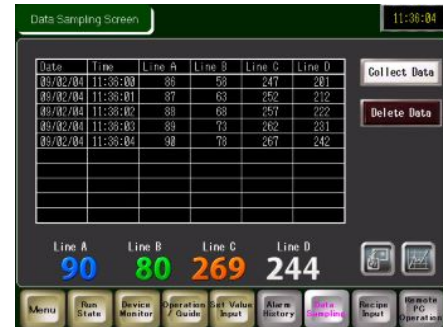 Data Sampling Screen
11:36:04
Date Time Line A Line B Line C Line D
09/02/04 11:36:00 86 58 247 201
09/02/04 11:36:01 87 63 252 212
09/02/04 11:36:02 88 68 257 222
09/02/04 11:36:03 89 73 262 231
09/02/04 11:36:04 90 78 267 242
Collect Data
Delete Data
Line A Line B Line C Line D
90 80 269 244
Menu
Run State
Device Monitor
Operation / Guide
Set Value Input
Alarm History
Data Sampling
Recipe Input
Remote PC Operation